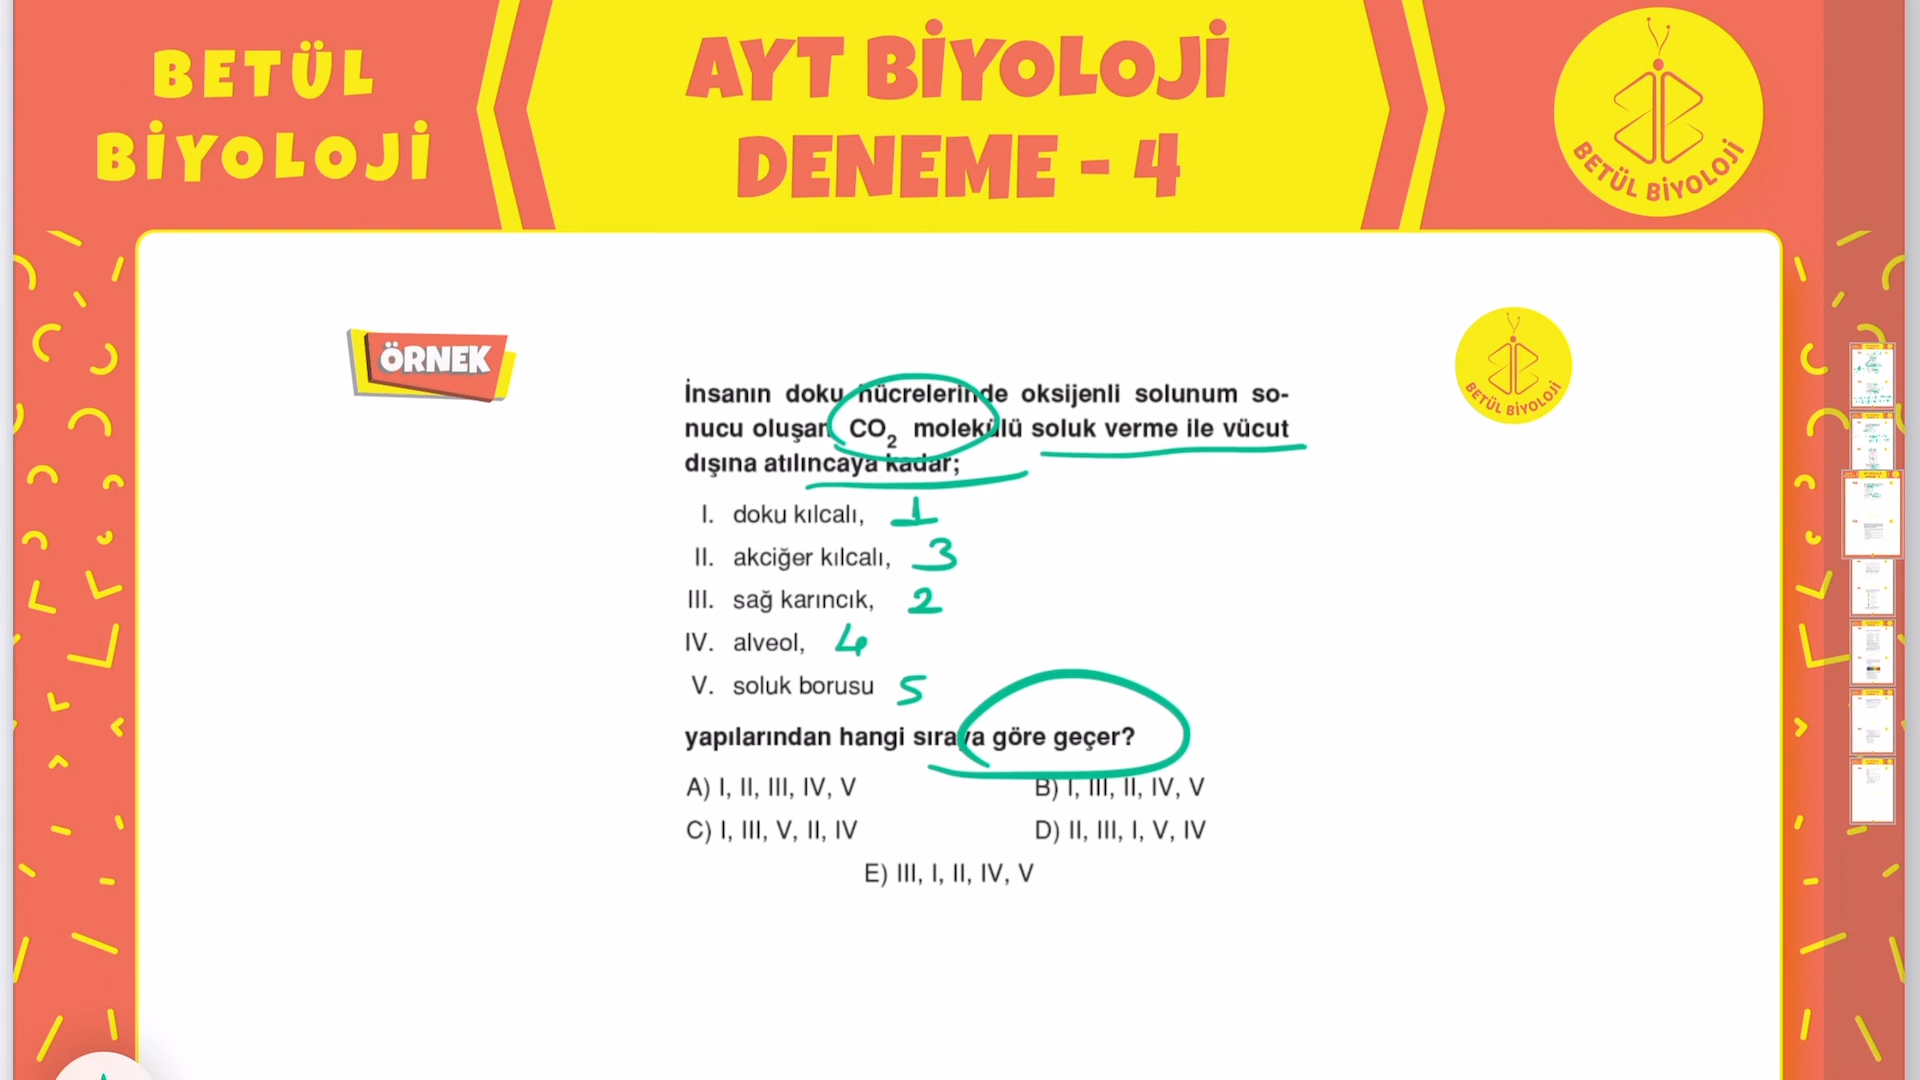 BETÜL
BİYOLOJİ
AYT BİYOLOJİ
DENEME - 4
BETÜL BİYOLOJİ
ÖRNEK
BETÜL BİYOLOJİ
İnsanın doku hücrelerinde oksijenli solunum so-
nucu oluşan CO₂ molekülü soluk verme ile vücut
dışına atılıncaya kadar;
I. doku kılcalı, 1
II. akciğer kılcalı, 3
III. sağ karıncık, 2
IV. alveol, 4
V. soluk borusu 5
yapılarından hangi sıraya göre geçer?
A) I, II, III, IV, V
B) I, III, II, IV, V
C) I, III, V, II, IV
D) II, III, I, V, IV
E) III, I, II, IV, V